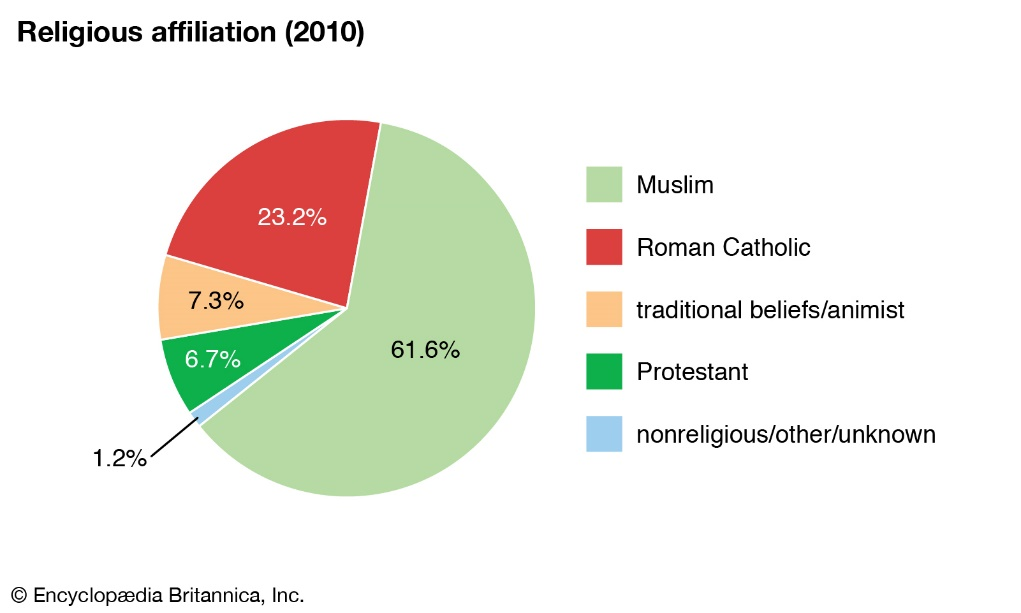 Religious affiliation (2010)
23.2%
7.3%
6.7%
1.2%
61.6%
Muslim
Roman Catholic
traditional beliefs/animist
Protestant
nonreligious/other/unknown
© Encyclopædia Britannica, Inc.